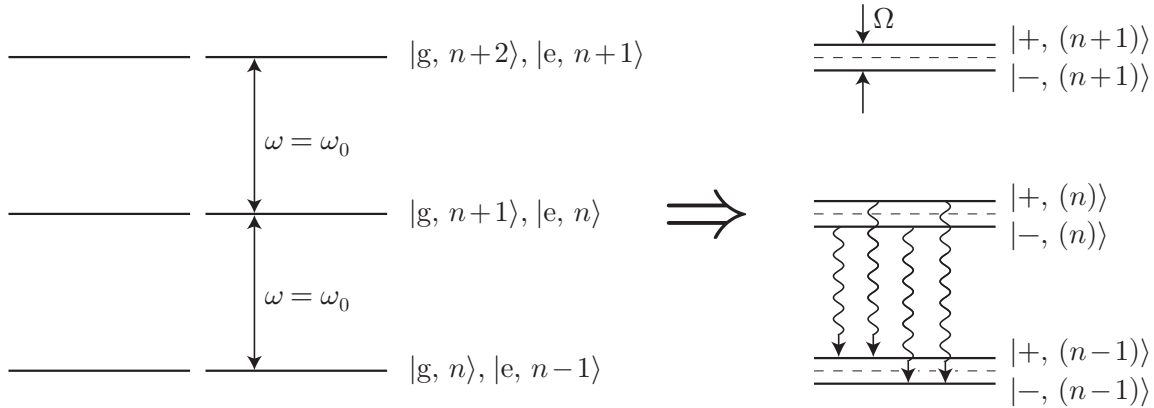 |g, n+2⟩, |e, n+1⟩
ω = ω₀
|g, n+1⟩, |e, n⟩
ω = ω₀
|g, n⟩, |e, n−1⟩
⇒
Ω
|+, (n+1)⟩
|−, (n+1)⟩
|+, (n)⟩
|−, (n)⟩
|+, (n−1)⟩
|−, (n−1)⟩